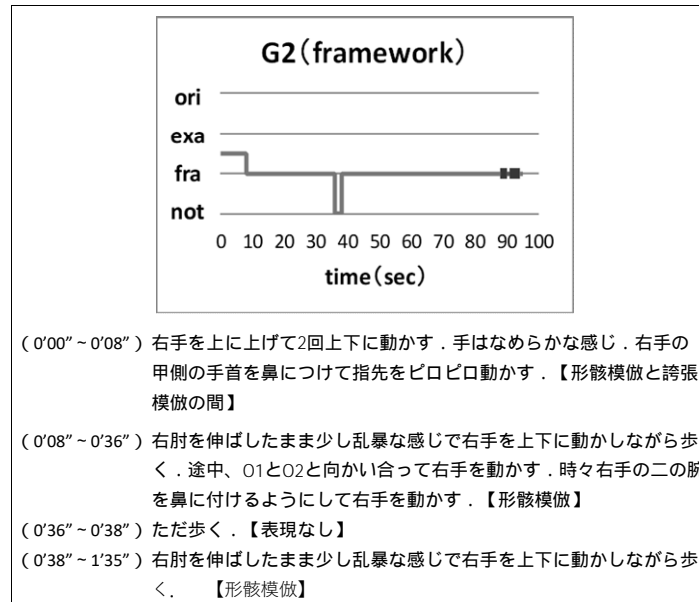 G2(framework)
ori
exa
fra
not
0 10 20 30 40 50 60 70 80 90 100
time(sec)
( 0'00" ~ 0'08" ) 右手を上に上げて2回上下に動かす．手はなめらかな感じ．右手の
甲側の手首を鼻につけて指先をピロピロ動かす．【形骸模倣と誇張
模倣の間】
( 0'08" ~ 0'36" ) 右肘を伸ばしたまま少し乱暴な感じで右手を上下に動かしながら歩
く．途中、O1とO2と向かい合って右手を動かす．時々右手の二の腕
を鼻に付けるようにして右手を動かす．【形骸模倣】
( 0'36" ~ 0'38" ) ただ歩く．【表現なし】
( 0'38" ~ 1'35" ) 右肘を伸ばしたまま少し乱暴な感じで右手を上下に動かしながら歩
く． 【形骸模倣】